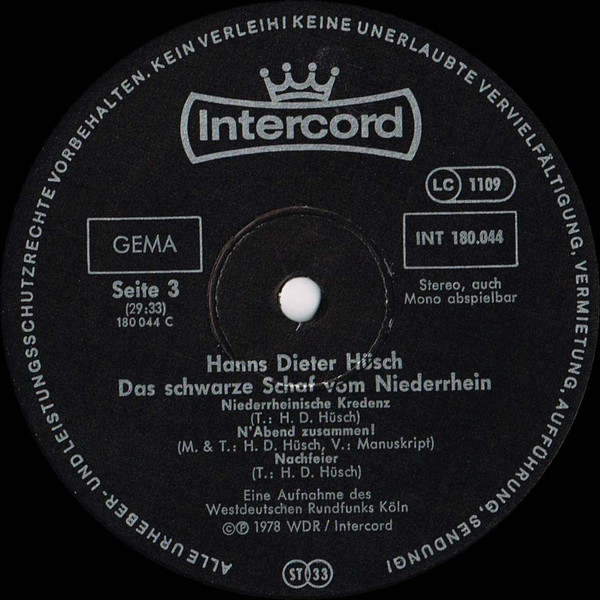 ALLE URHEBER- UND LEISTUNGSSCHUTZRECHTE VORBEHALTEN. KEIN VERLEIH! KEINE UNERLAUBTE VERVIELFÄLTIGUNG, VERMIETUNG, AUFFÜHRUNG, SENDUNG!
Intercord
LC 1109
GEMA
INT 180.044
Seite 3
(29:33)
180 044 C
Stereo, auch
Mono abspielbar
Hanns Dieter Hüsch
Das schwarze Schaf vom Niederrhein
Niederrheinische Kredenz
(T.: H. D. Hüsch)
N'Abend zusammen!
(M. & T.: H. D. Hüsch, V.: Manuskript)
Nachfeier
(T.: H. D. Hüsch)
Eine Aufnahme des
Westdeutschen Rundfunks Köln
©℗ 1978 WDR / Intercord
ST 33